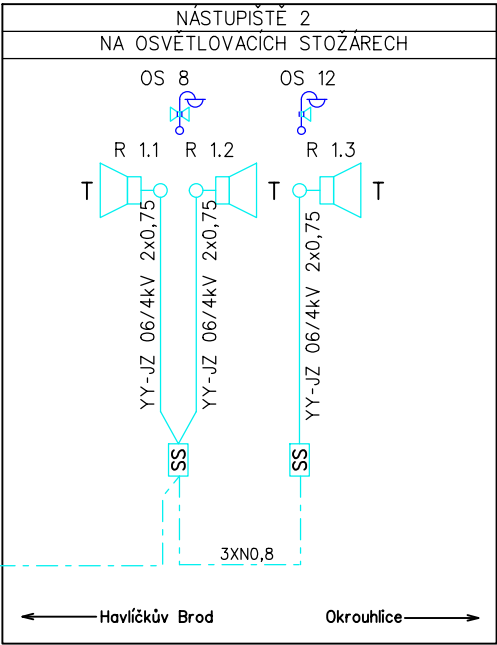 NÁSTUPIŠTĚ 2
NA OSVĚTLOVACÍCH STOŽÁRECH
OS 8
OS 12
R 1.1
R 1.2
R 1.3
T
T
T
YY-JZ 06/4kV 2x0,75
YY-JZ 06/4kV 2x0,75
YY-JZ 06/4kV 2x0,75
SS
SS
3XN0,8
Havlíčkův Brod
Okrouhlice